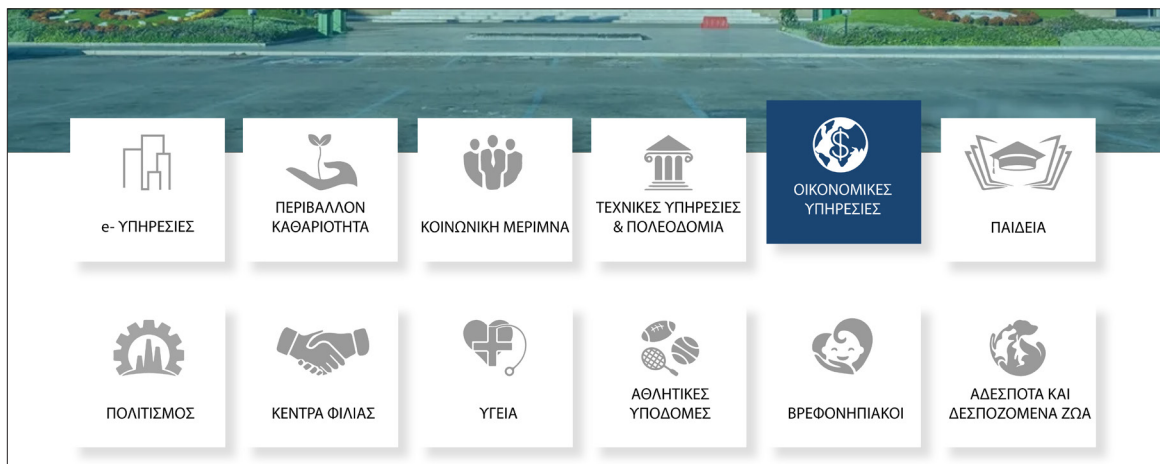 e- ΥΠΗΡΕΣΙΕΣ
ΠΕΡΙΒΑΛΛΟΝ
ΚΑΘΑΡΙΟΤΗΤΑ
ΚΟΙΝΩΝΙΚΗ ΜΕΡΙΜΝΑ
ΤΕΧΝΙΚΕΣ ΥΠΗΡΕΣΙΕΣ
& ΠΟΛΕΟΔΟΜΙΑ
ΟΙΚΟΝΟΜΙΚΕΣ
ΥΠΗΡΕΣΙΕΣ
ΠΑΙΔΕΙΑ
ΠΟΛΙΤΙΣΜΟΣ
ΚΕΝΤΡΑ ΦΙΛΙΑΣ
ΥΓΕΙΑ
ΑΘΛΗΤΙΚΕΣ
ΥΠΟΔΟΜΕΣ
ΒΡΕΦΟΝΗΠΙΑΚΟΙ
ΑΔΕΣΠΟΤΑ ΚΑΙ
ΔΕΣΠΟΖΟΜΕΝΑ ΖΩΑ